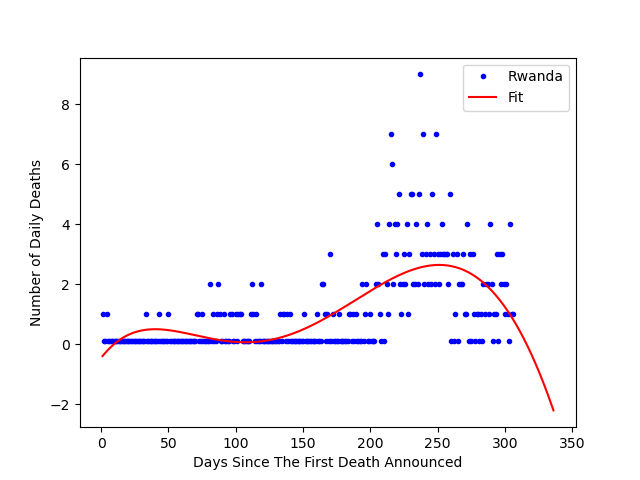 Rwanda
Fit
8
6
4
2
0
−2
Number of Daily Deaths
0 50 100 150 200 250 300 350
Days Since The First Death Announced